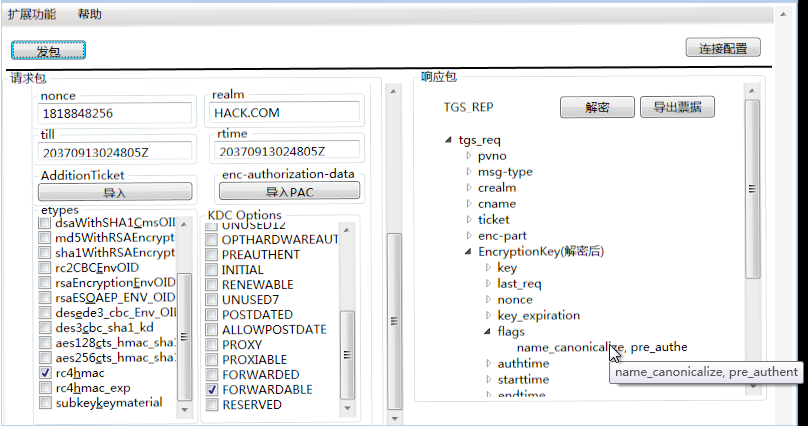 扩展功能 帮助
发包
连接配置
请求包
nonce
realm
1818848256
HACK.COM
till
rtime
20370913024805Z
20370913024805Z
AdditionTicket
enc-authorization-data
导入
导入PAC
etypes
KDC Options
dsaWithSHA1CmsOID
md5WithRSAEncrypt
sha1WithRSAEncrypt
rc2CBCEnvOID
rsaEncryptionEnvOID
rsaESOAEP_ENV_OID
desede3_cbc_Env_OID
des3cbc_sha1_kd
aes128cts_hmac_sha1
aes256cts_hmac_sha1
rc4hmac
rc4hmac_exp
subkeykeymaterial
UNUSED12
OPTHARDWAREAUT
PREAUTHENT
INITIAL
RENEWABLE
UNUSED7
POSTDATED
ALLOWPOSTDATE
PROXY
PROXIABLE
FORWARDED
FORWARDABLE
RESERVED
响应包
TGS_REP
解密
导出票据
tgs_req
pvno
msg-type
crealm
cname
ticket
enc-part
EncryptionKey(解密后)
key
last_req
nonce
key_expiration
flags
name_canonicalize, pre_authe
name_canonicalize, pre_authent
authtime
starttime
endtime